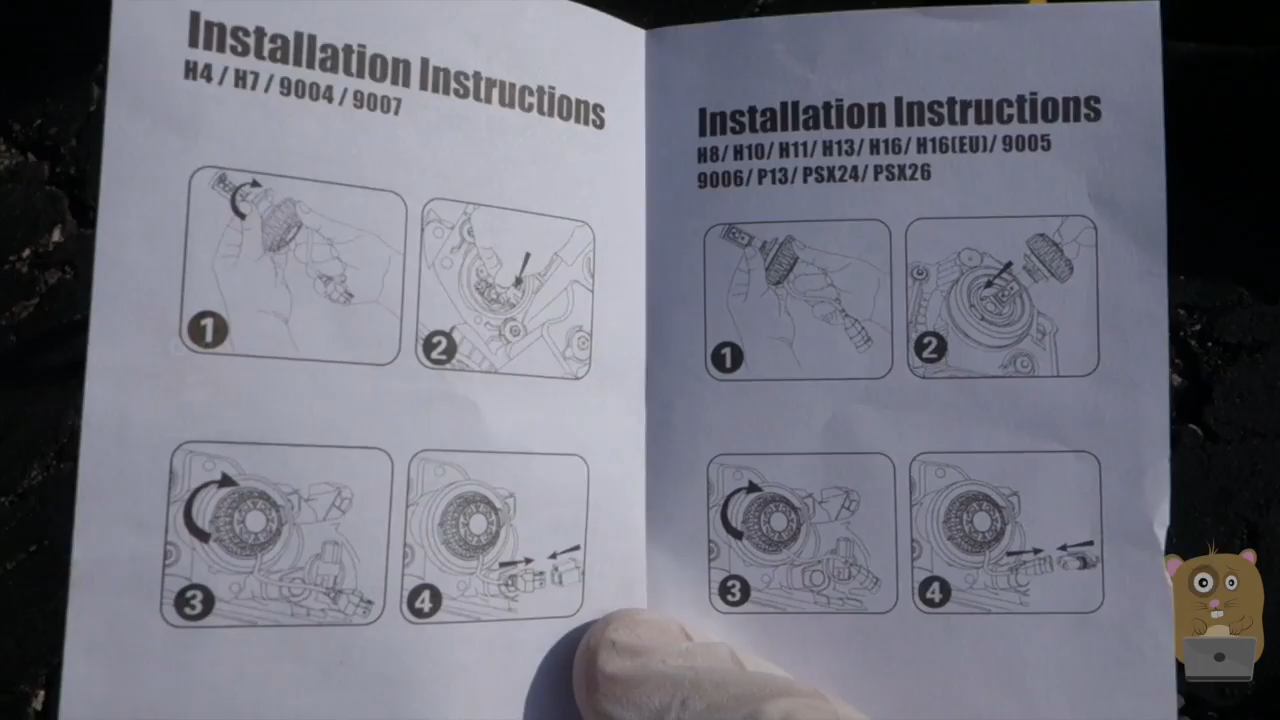 Installation Instructions
H4 / H7 / 9004 / 9007
1
2
3
4
Installation Instructions
H8/ H10/ H11/ H13/ H16/ H16(EU)/ 9005
9006/ P13/ PSX24/ PSX26
1
2
3
4